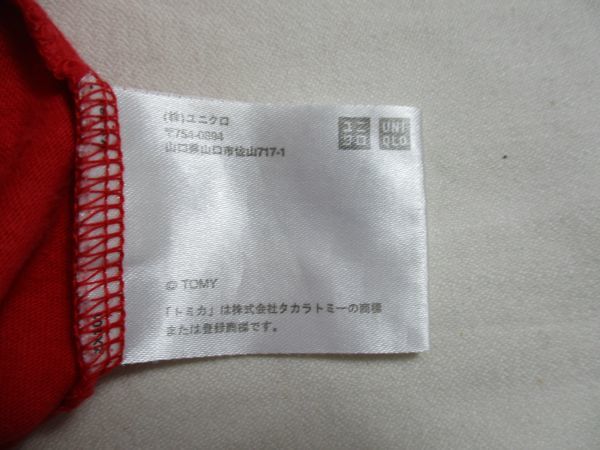 (株)ユニクロ
〒754-0894
山口県山口市佐山717-1
ユニ UNI
クロ QLO
© TOMY
「トミカ」は株式会社タカラトミーの商標
または登録商標です。